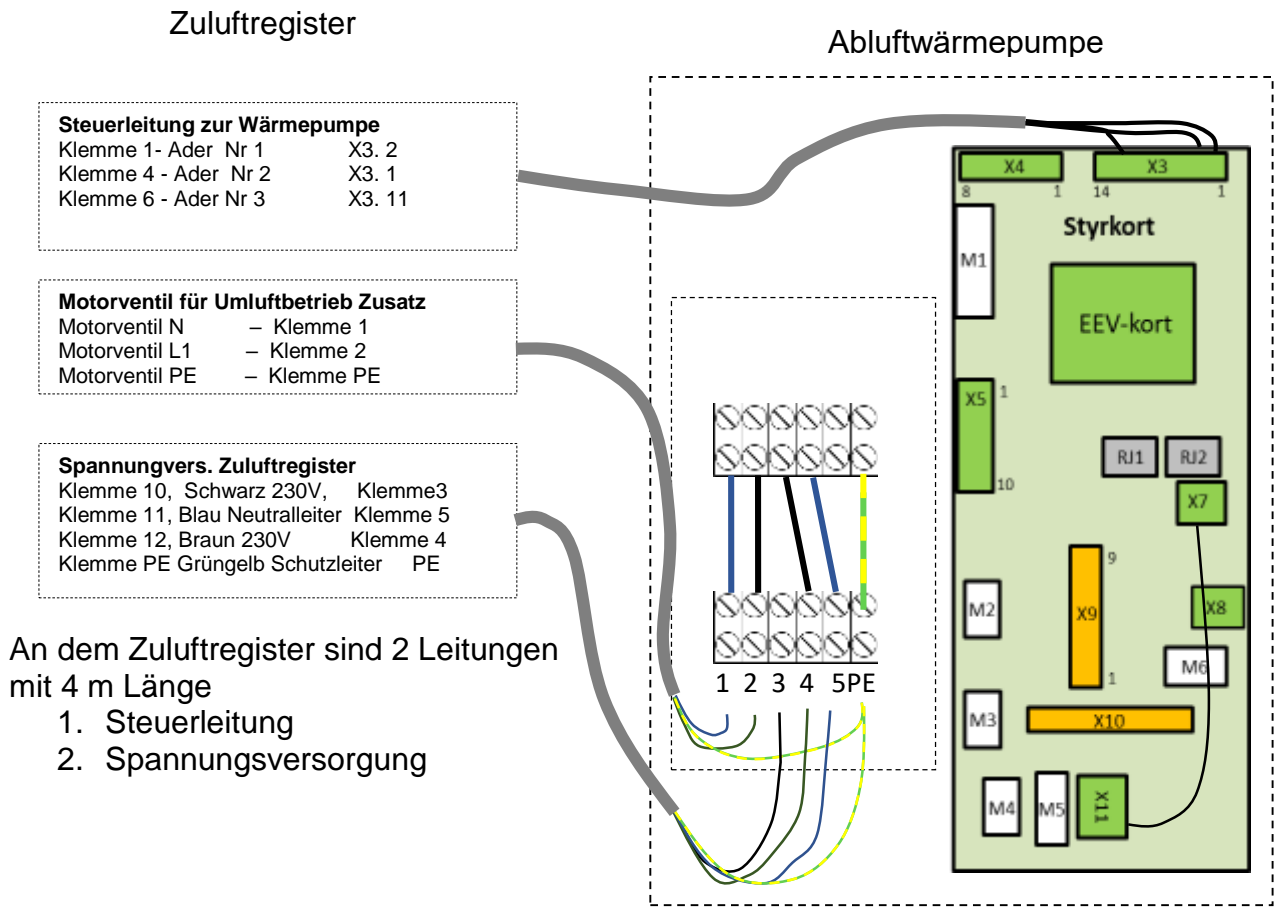 Zuluftregister
Abluftwärmepumpe
Steuerleitung zur Wärmepumpe
Klemme 1- Ader Nr 1 X3. 2
Klemme 4 - Ader Nr 2 X3. 1
Klemme 6 - Ader Nr 3 X3. 11
Motorventil für Umluftbetrieb Zusatz
Motorventil N – Klemme 1
Motorventil L1 – Klemme 2
Motorventil PE – Klemme PE
Spannungvers. Zuluftregister
Klemme 10, Schwarz 230V, Klemme3
Klemme 11, Blau Neutralleiter Klemme 5
Klemme 12, Braun 230V Klemme 4
Klemme PE Grüngelb Schutzleiter PE
An dem Zuluftregister sind 2 Leitungen
mit 4 m Länge
1. Steuerleitung
2. Spannungsversorgung
1 2 3 4 5PE
X4 X3
8 1 14 1
Styrkort
M1
EEV-kort
X5 1
10
RJ1 RJ2
X7
9
X9
1
M2
X8
M6
M3
X10
M4 M5 X11